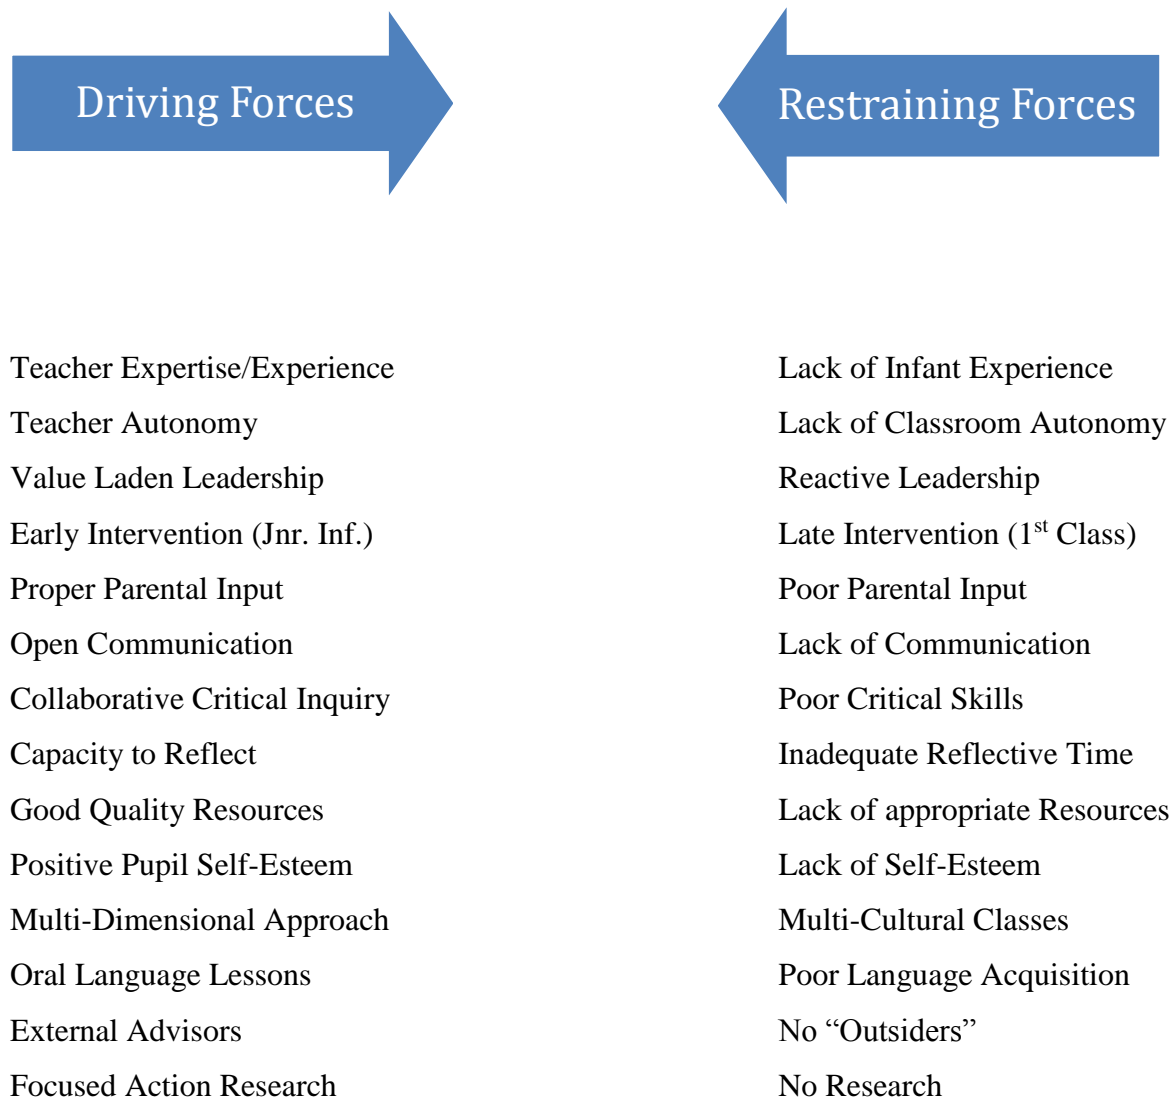 Driving Forces
Restraining Forces
Teacher Expertise/Experience
Lack of Infant Experience
Teacher Autonomy
Lack of Classroom Autonomy
Value Laden Leadership
Reactive Leadership
Early Intervention (Jnr. Inf.)
Late Intervention (1st Class)
Proper Parental Input
Poor Parental Input
Open Communication
Lack of Communication
Collaborative Critical Inquiry
Poor Critical Skills
Capacity to Reflect
Inadequate Reflective Time
Good Quality Resources
Lack of appropriate Resources
Positive Pupil Self-Esteem
Lack of Self-Esteem
Multi-Dimensional Approach
Multi-Cultural Classes
Oral Language Lessons
Poor Language Acquisition
External Advisors
No “Outsiders”
Focused Action Research
No Research